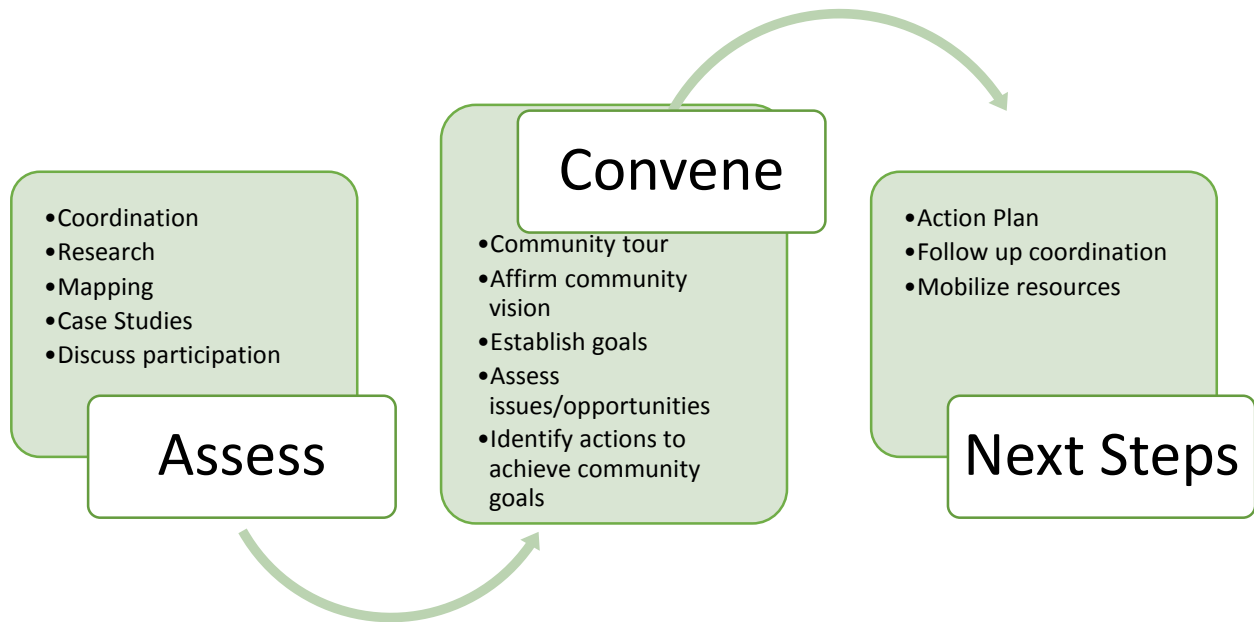 •Coordination
•Research
•Mapping
•Case Studies
•Discuss participation
Assess
Convene
•Community tour
•Affirm community
vision
•Establish goals
•Assess
issues/opportunities
•Identify actions to
achieve community
goals
•Action Plan
•Follow up coordination
•Mobilize resources
Next Steps